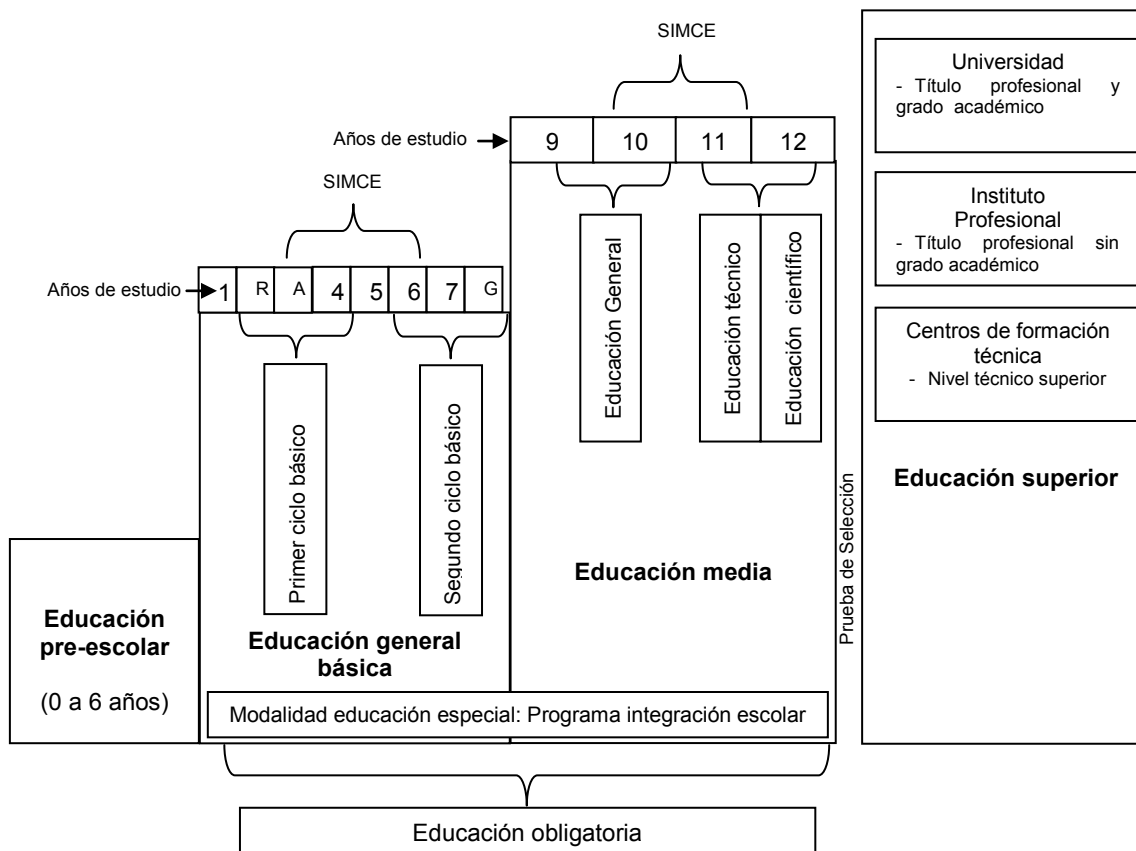 SIMCE
Años de estudio
9 10 11 12
SIMCE
Años de estudio
1 R A 4 5 6 7 G
Primer ciclo básico
Segundo ciclo básico
Educación General
Educación técnico
Educación científico
Prueba de Selección
Universidad
- Título profesional y
grado académico
Instituto
Profesional
- Título profesional sin
grado académico
Centros de formación
técnica
- Nivel técnico superior
Educación superior
Educación media
Educación general
básica
Educación
pre-escolar
(0 a 6 años)
Modalidad educación especial: Programa integración escolar
Educación obligatoria